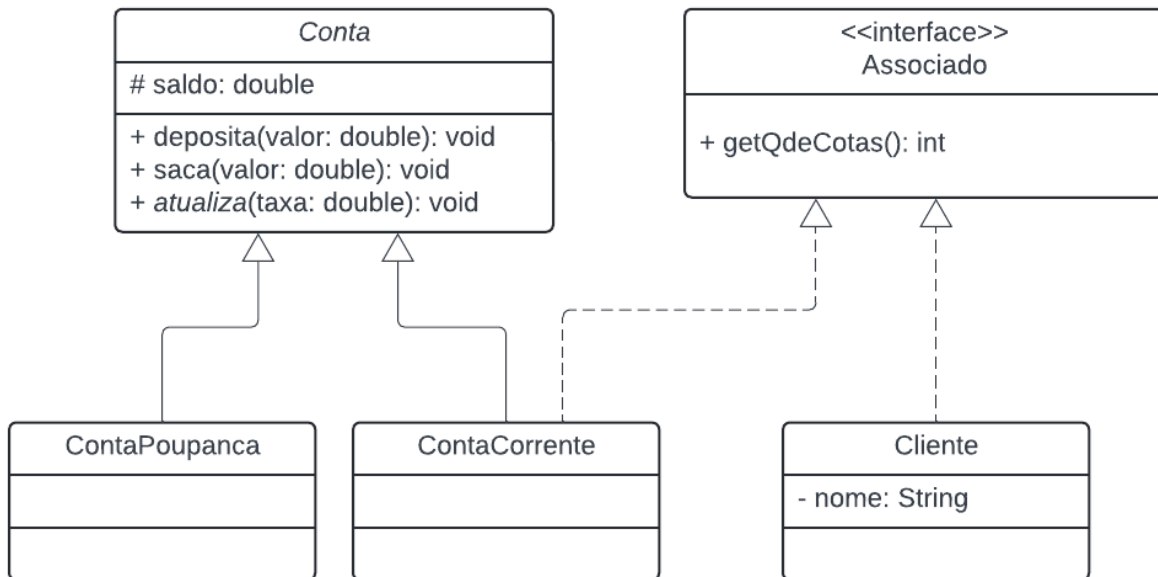 Conta
# saldo: double
+ deposita(valor: double): void
+ saca(valor: double): void
+ atualiza(taxa: double): void
<<interface>>
Associado
+ getQdeCotas(): int
ContaPoupanca
ContaCorrente
Cliente
- nome: String